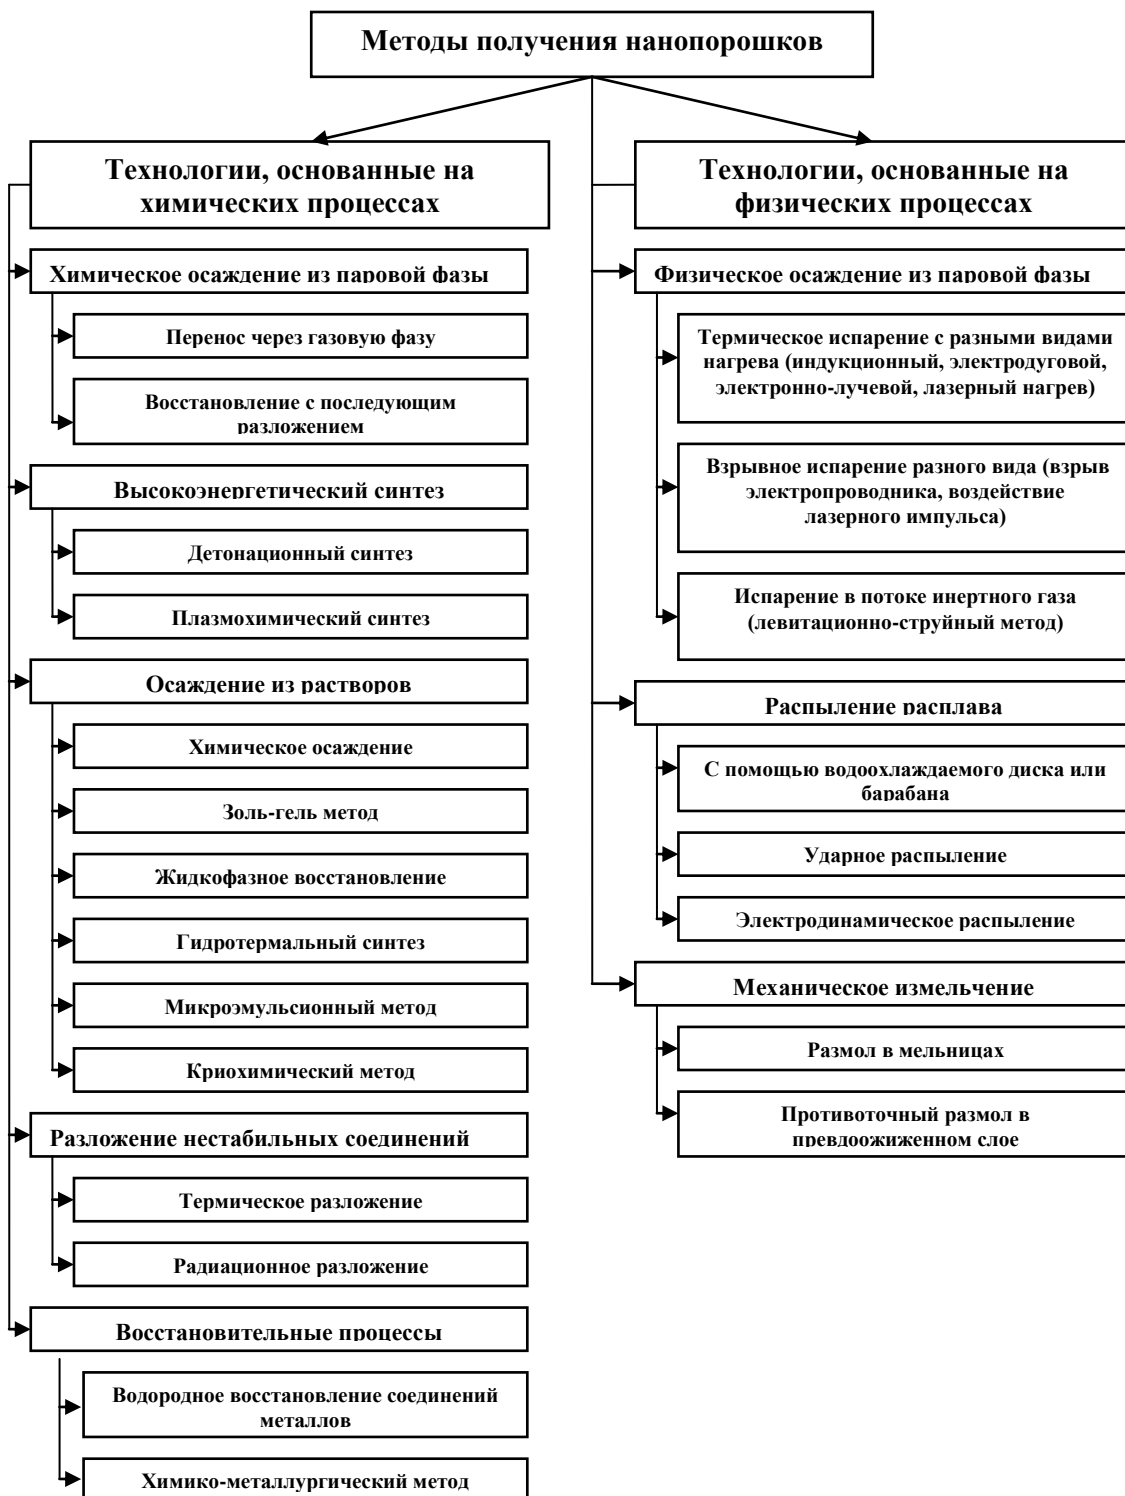 Методы получения нанопорошков
Технологии, основанные на
химических процессах
Химическое осаждение из паровой фазы
Перенос через газовую фазу
Восстановление с последующим
разложением
Высокоэнергетический синтез
Детонационный синтез
Плазмохимический синтез
Осаждение из растворов
Химическое осаждение
Золь-гель метод
Жидкофазное восстановление
Гидротермальный синтез
Микроэмульсионный метод
Криохимический метод
Разложение нестабильных соединений
Термическое разложение
Радиационное разложение
Восстановительные процессы
Водородное восстановление соединений
металлов
Химико-металлургический метод
Технологии, основанные на
физических процессах
Физическое осаждение из паровой фазы
Термическое испарение с разными видами
нагрева (индукционный, электродуговой,
электронно-лучевой, лазерный нагрев)
Взрывное испарение разного вида (взрыв
электропроводника, воздействие
лазерного импульса)
Испарение в потоке инертного газа
(левитационно-струйный метод)
Распыление расплава
С помощью водоохлаждаемого диска или
барабана
Ударное распыление
Электродинамическое распыление
Механическое измельчение
Размол в мельницах
Противоточный размол в
превдоожиженном слое